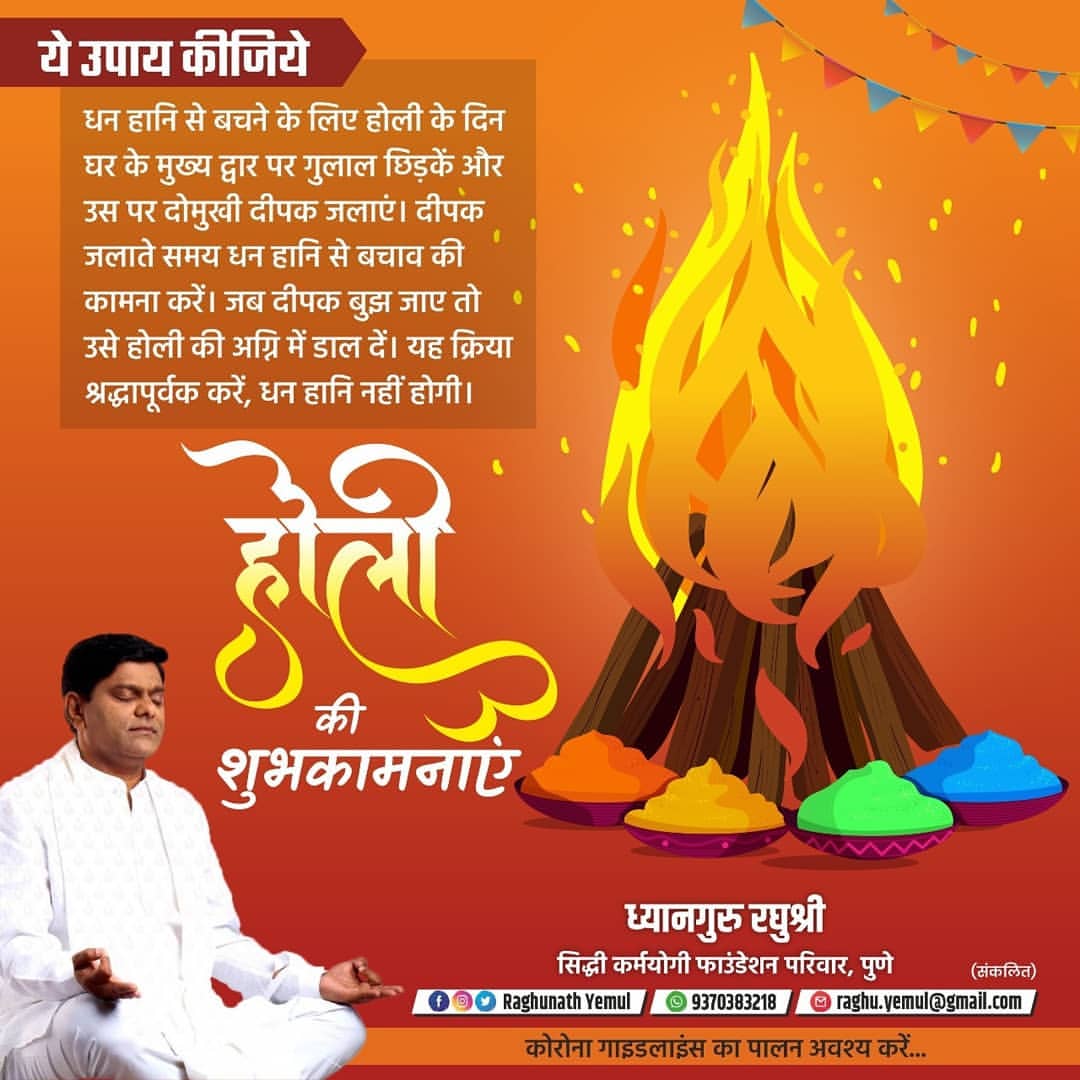 ये उपाय कीजिये
धन हानि से बचने के लिए होली के दिन
घर के मुख्य द्वार पर गुलाल छिड़कें और
उस पर दोमुखी दीपक जलाएं। दीपक
जलाते समय धन हानि से बचाव की
कामना करें। जब दीपक बुझ जाए तो
उसे होली की अग्नि में डाल दें। यह क्रिया
श्रद्धापूर्वक करें, धन हानि नहीं होगी।
होली
की
शुभकामनाएं
ध्यानगुरु रघुश्री
सिद्धी कर्मयोगी फाउंडेशन परिवार, पुणे
(संकलित)
Raghunath Yemul 9370383218 raghu.yemul@gmail.com
कोरोना गाइडलाइंस का पालन अवश्य करें...